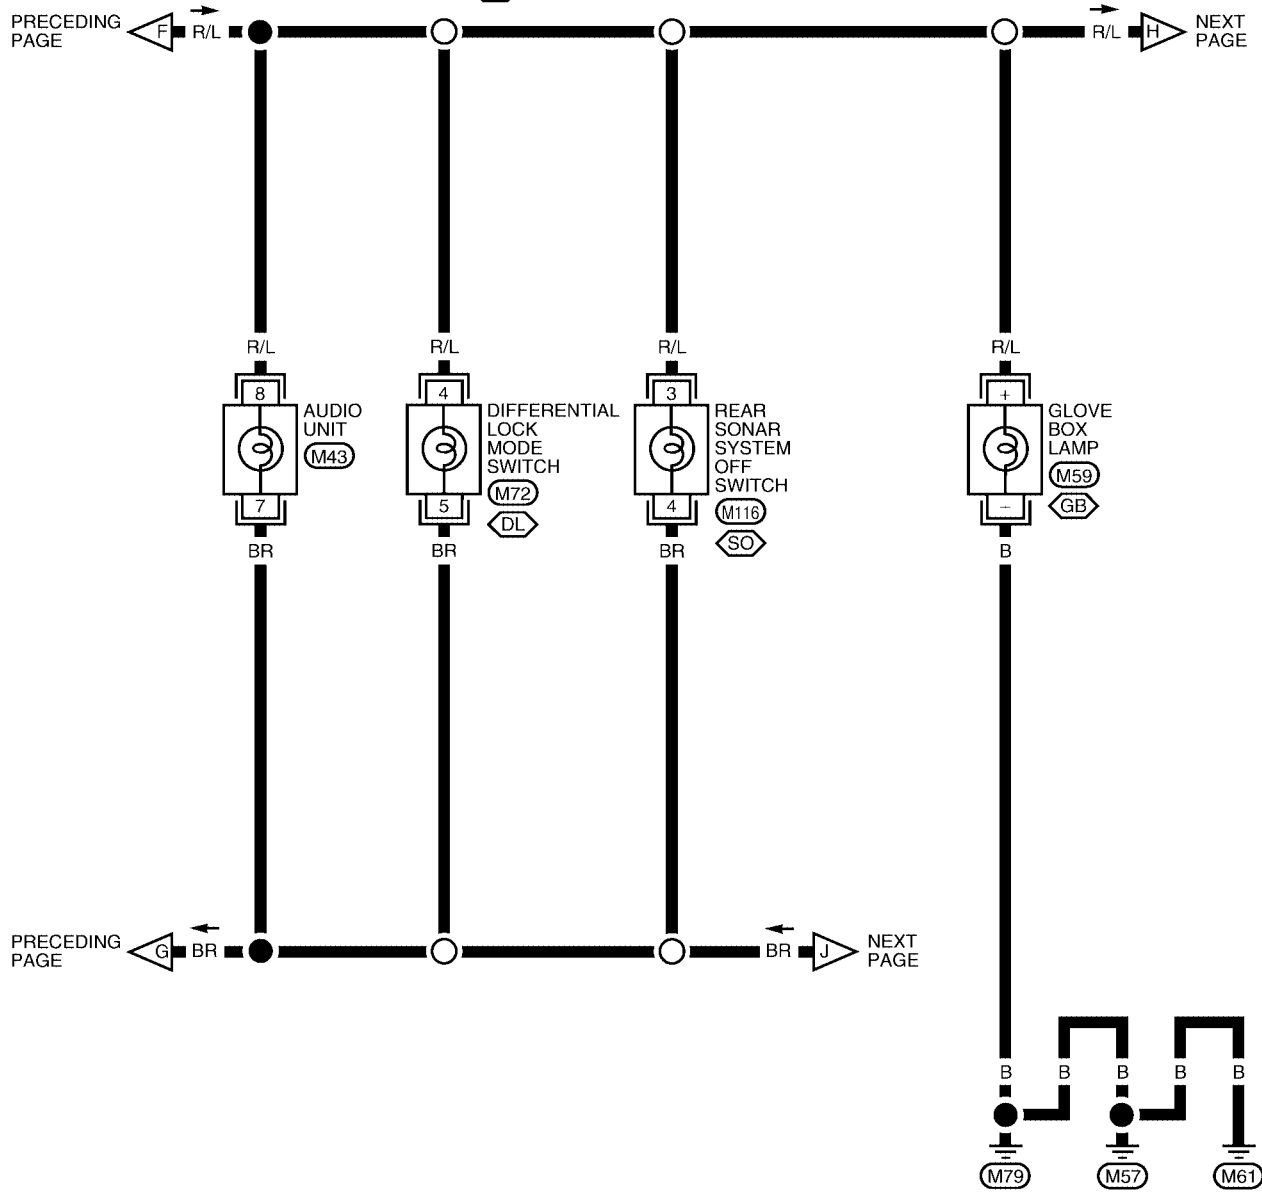 PRECEDING
PAGE
F
R/L
R/L
H
NEXT
PAGE
R/L
R/L
R/L
R/L
8
AUDIO
UNIT
M43
7
4
DIFFERENTIAL
LOCK
MODE
SWITCH
M72
DL
5
3
REAR
SONAR
SYSTEM
OFF
SWITCH
M116
SO
4
+
GLOVE
BOX
LAMP
M59
GB
–
BR
BR
BR
B
PRECEDING
PAGE
G
BR
BR
J
NEXT
PAGE
B
B
B
B
B
M79
M57
M61